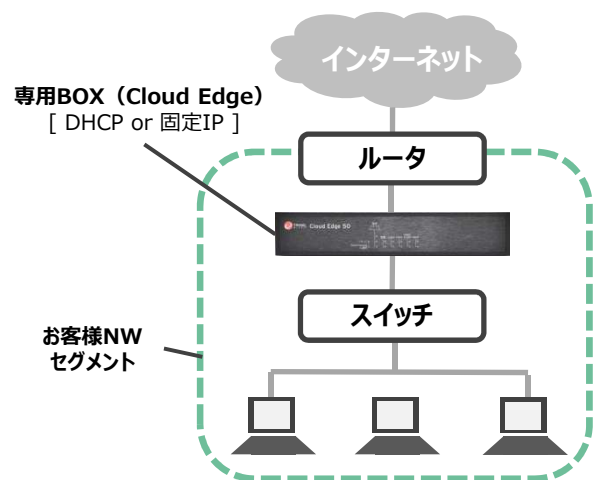 インターネット
専用BOX（Cloud Edge）
[ DHCP or 固定IP ]
ルータ
Cloud Edge 50
スイッチ
お客様NW
セグメント